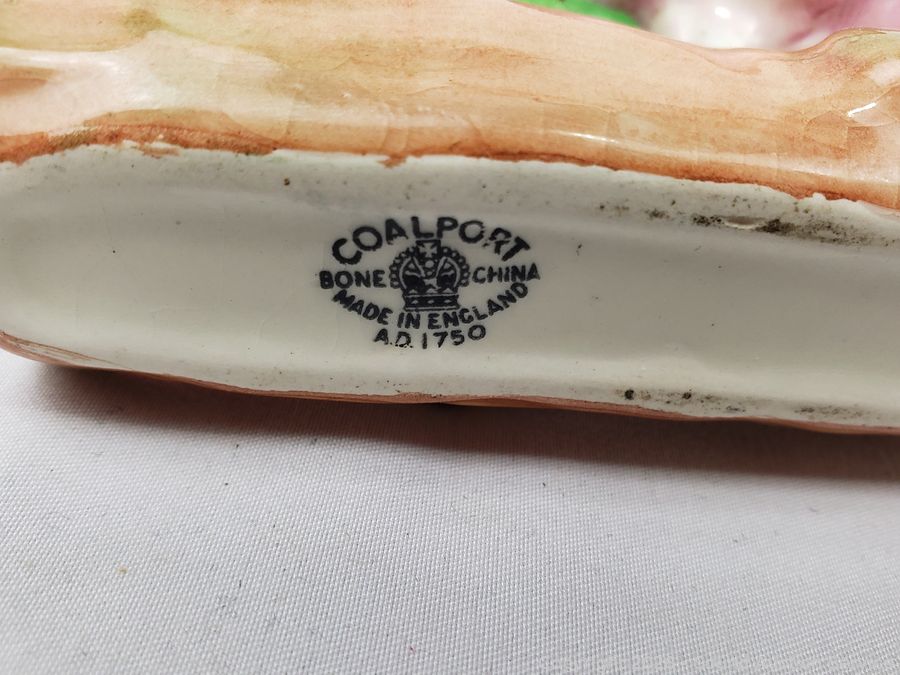 COALPORT
BONE CHINA
MADE IN ENGLAND
A.D. 1750